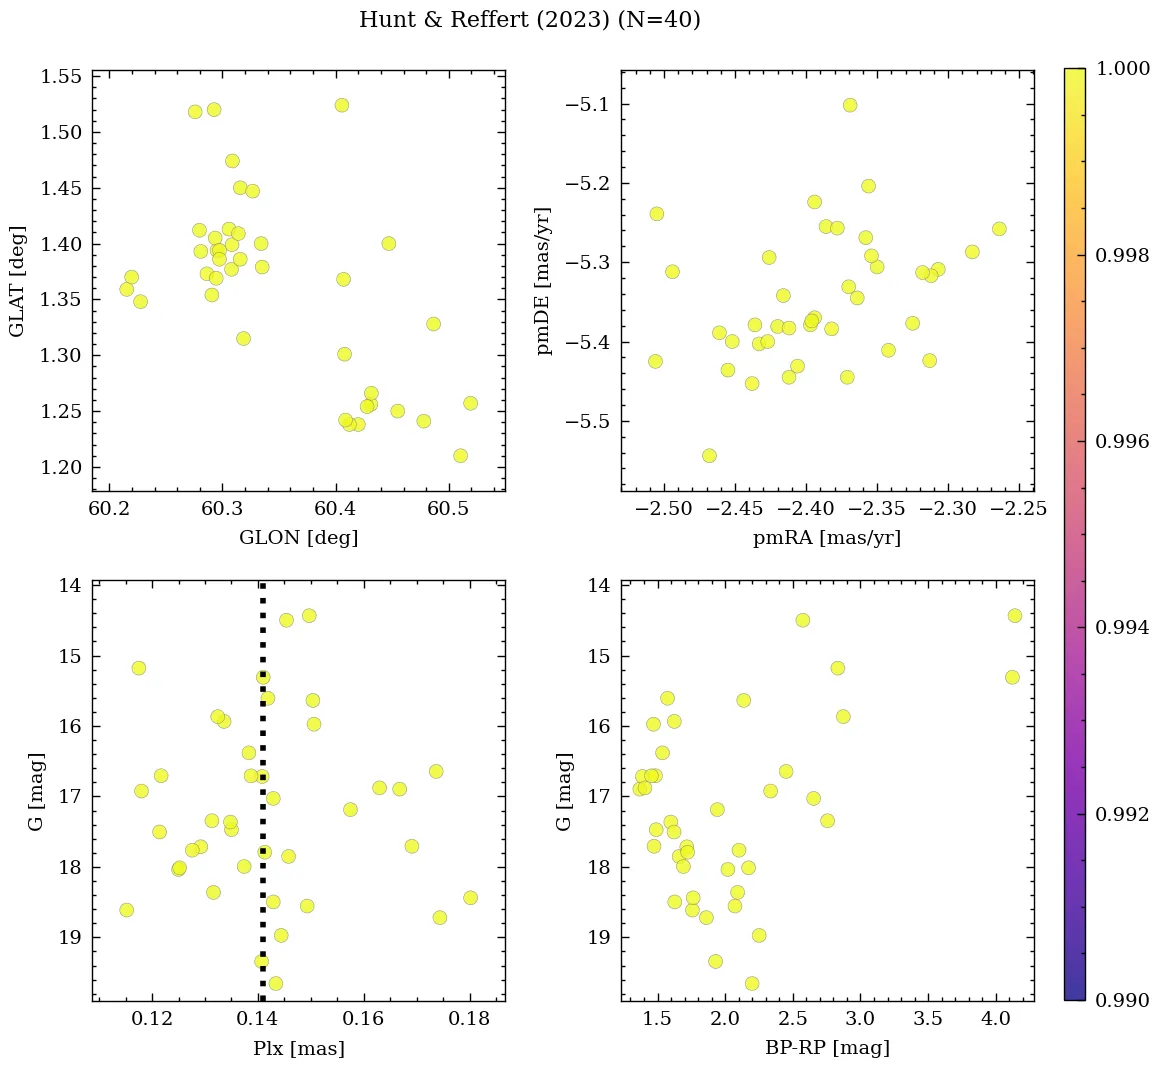 Hunt & Reffert (2023) (N=40)
1.55
1.50
1.45
1.40
1.35
1.30
1.25
1.20
GLAT [deg]
60.2 60.3 60.4 60.5
GLON [deg]
−5.1
−5.2
−5.3
−5.4
−5.5
pmDE [mas/yr]
−2.50 −2.45 −2.40 −2.35 −2.30 −2.25
pmRA [mas/yr]
14
15
16
17
18
19
G [mag]
0.12 0.14 0.16 0.18
Plx [mas]
14
15
16
17
18
19
G [mag]
1.5 2.0 2.5 3.0 3.5 4.0
BP-RP [mag]
1.000
0.998
0.996
0.994
0.992
0.990